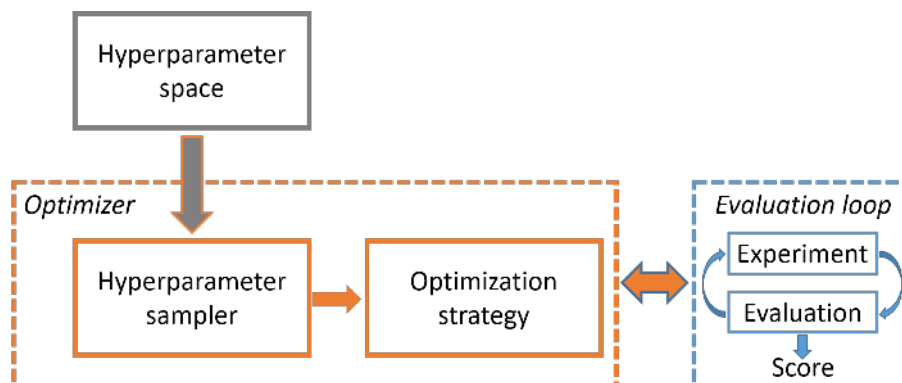 Hyperparameter
space
Optimizer
Hyperparameter
sampler
Optimization
strategy
Evaluation loop
Experiment
Evaluation
Score